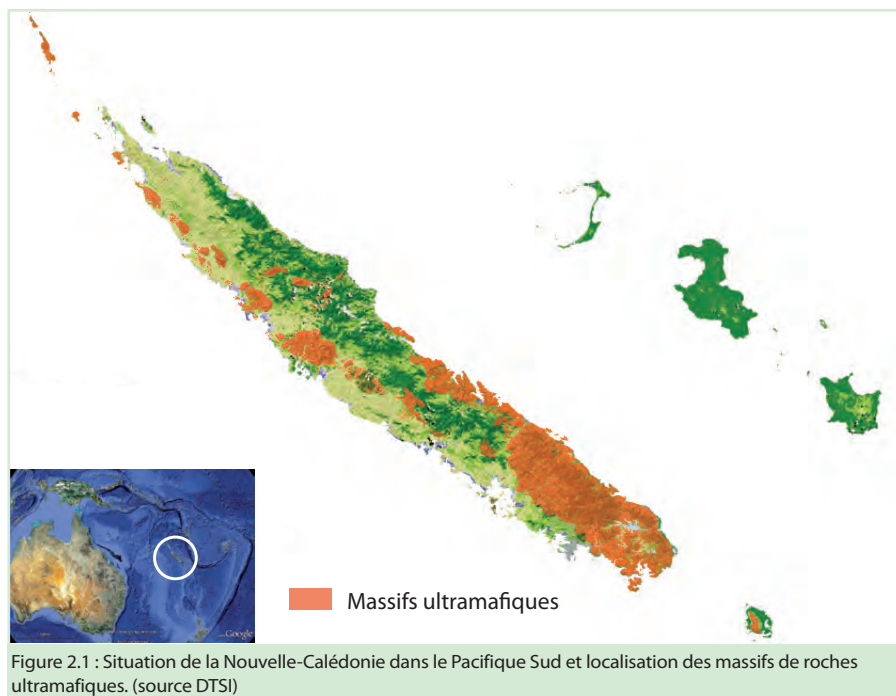 Google
Massifs ultramafiques
Figure 2.1 : Situation de la Nouvelle-Calédonie dans le Pacifique Sud et localisation des massifs de roches
ultramafiques. (source DTSI)